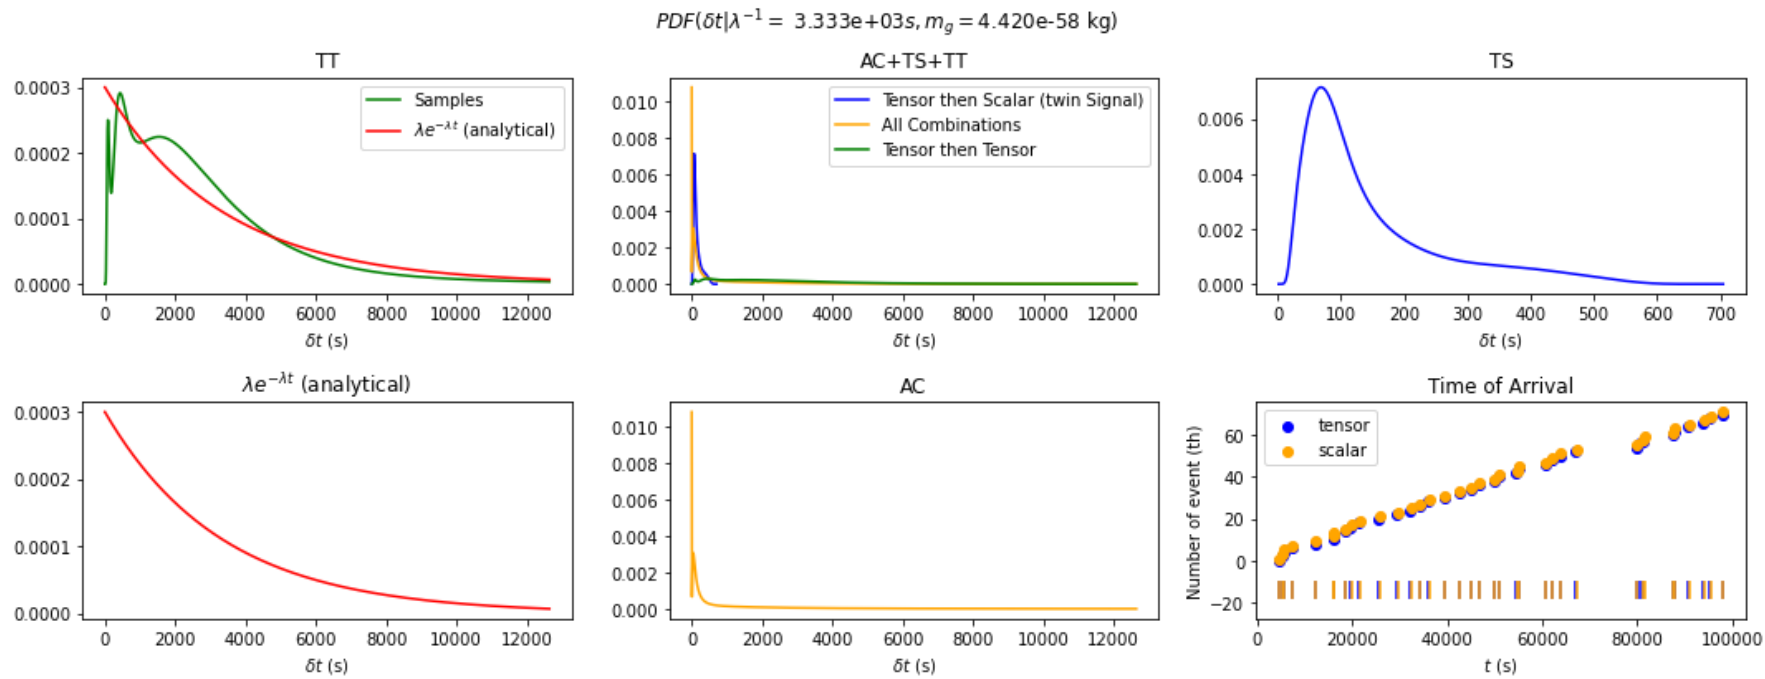 PDF(δt|λ⁻¹ = 3.333e+03s, m_g = 4.420e-58 kg)
TT
0.0003
0.0002
0.0001
0.0000
Samples
λe^{−λt} (analytical)
0 2000 4000 6000 8000 10000 12000
δt (s)
AC+TS+TT
0.010
0.008
0.006
0.004
0.002
0.000
Tensor then Scalar (twin Signal)
All Combinations
Tensor then Tensor
0 2000 4000 6000 8000 10000 12000
δt (s)
TS
0.006
0.004
0.002
0.000
0 100 200 300 400 500 600 700
δt (s)
λe^{−λt} (analytical)
0.0003
0.0002
0.0001
0.0000
0 2000 4000 6000 8000 10000 12000
δt (s)
AC
0.010
0.008
0.006
0.004
0.002
0.000
0 2000 4000 6000 8000 10000 12000
δt (s)
Time of Arrival
Number of event (th)
60
40
20
0
−20
tensor
scalar
0 20000 40000 60000 80000 100000
t (s)